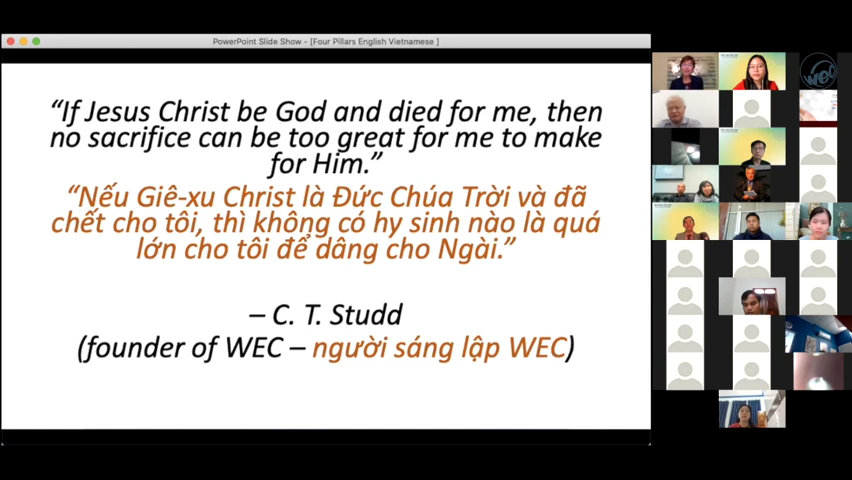 PowerPoint Slide Show - [Four Pillars English Vietnamese ]
“If Jesus Christ be God and died for me, then
no sacrifice can be too great for me to make
for Him.”
“Nếu Giê-xu Christ là Đức Chúa Trời và đã
chết cho tôi, thì không có hy sinh nào là quá
lớn cho tôi để dâng cho Ngài.”
– C. T. Studd
(founder of WEC – người sáng lập WEC)
wec